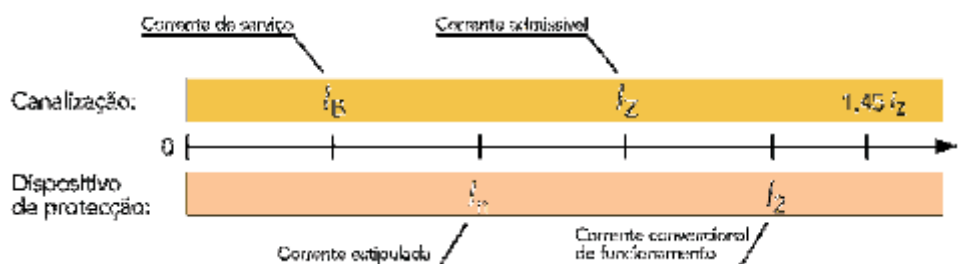 Corrente de serviço
Corrente admissível
Canalização:
I_B
I_Z
1,45 I_Z
0
Dispositivo
de protecção:
I_n
I_2
Corrente estipulada
Corrente convencional
de funcionamento